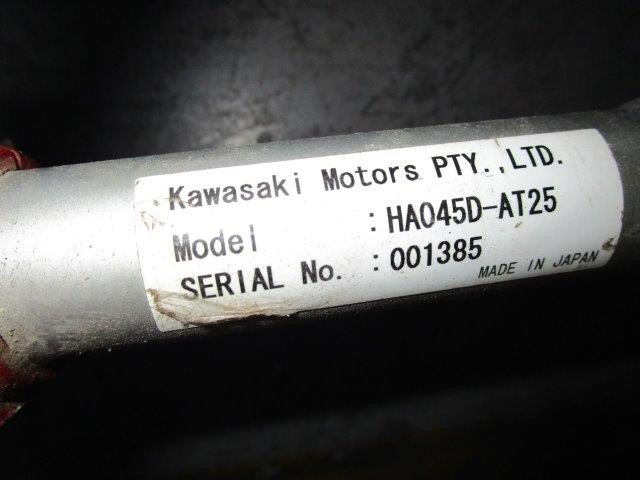 Kawasaki Motors PTY.,LTD.
Model : HA045D-AT25
SERIAL No. : 001385
MADE IN JAPAN